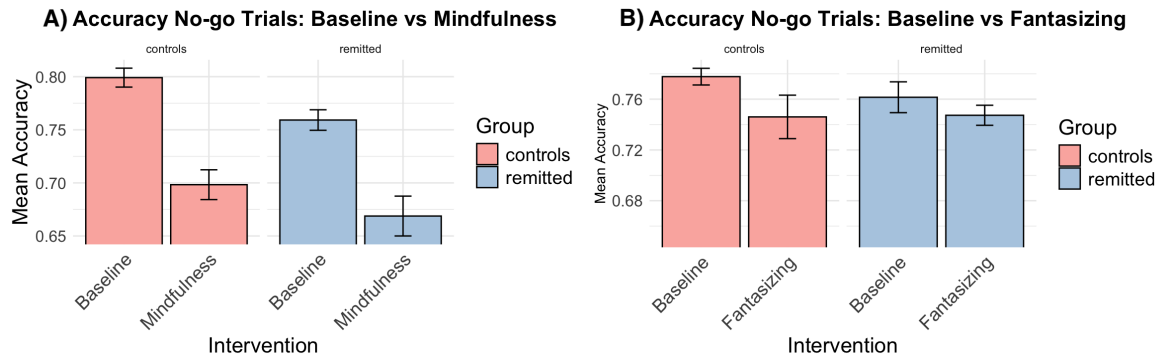 A) Accuracy No-go Trials: Baseline vs Mindfulness
controls
remitted
Mean Accuracy
0.80
0.75
0.70
0.65
Baseline
Mindfulness
Baseline
Mindfulness
Intervention
Group
controls
remitted
B) Accuracy No-go Trials: Baseline vs Fantasizing
controls
remitted
Mean Accuracy
0.76
0.72
0.68
Baseline
Fantasizing
Baseline
Fantasizing
Intervention
Group
controls
remitted